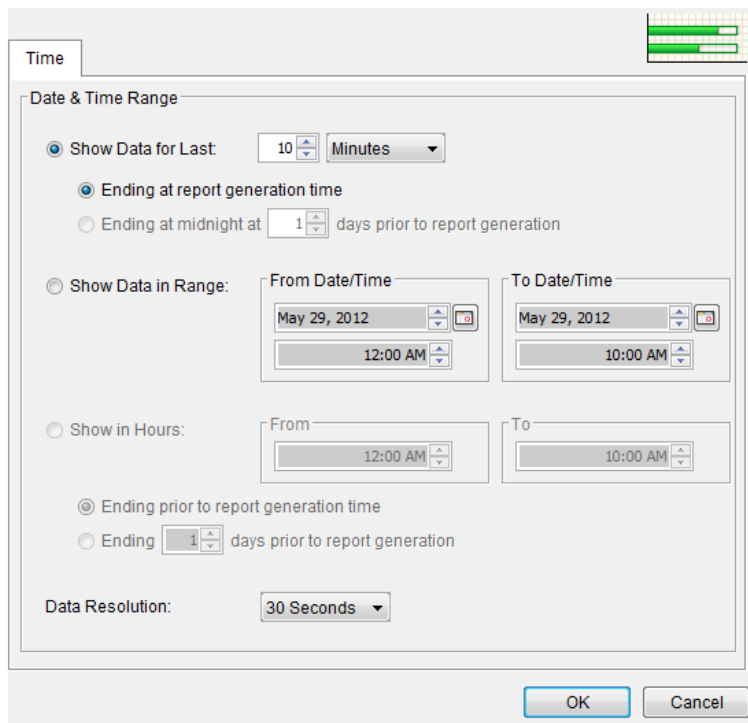 Time
Date & Time Range
Show Data for Last: 10 Minutes
Ending at report generation time
Ending at midnight at 1 days prior to report generation
Show Data in Range: From Date/Time To Date/Time
May 29, 2012 May 29, 2012
12:00 AM 10:00 AM
Show in Hours: From To
12:00 AM 10:00 AM
Ending prior to report generation time
Ending 1 days prior to report generation
Data Resolution: 30 Seconds
OK Cancel